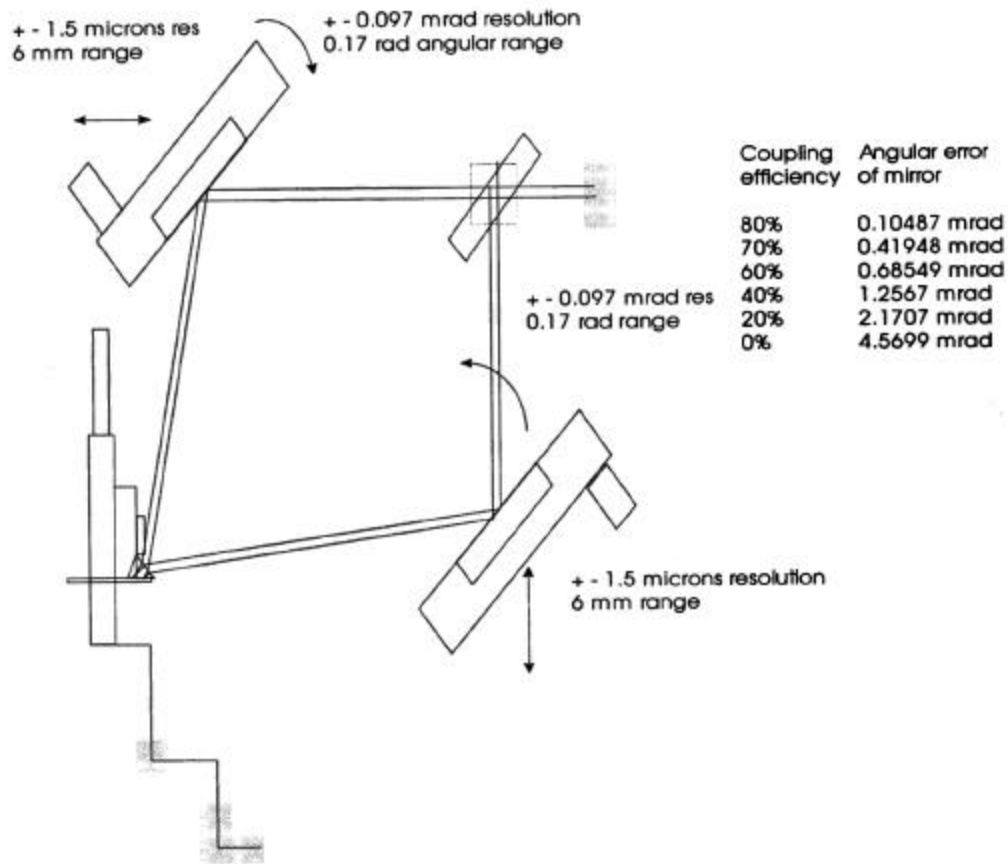 + - 1.5 microns res
6 mm range
+ - 0.097 mrad resolution
0.17 rad angular range
Coupling efficiency Angular error of mirror
80% 0.10487 mrad
70% 0.41948 mrad
60% 0.68549 mrad
40% 1.2567 mrad
20% 2.1707 mrad
0% 4.5699 mrad
+ - 0.097 mrad res
0.17 rad range
+ - 1.5 microns resolution
6 mm range